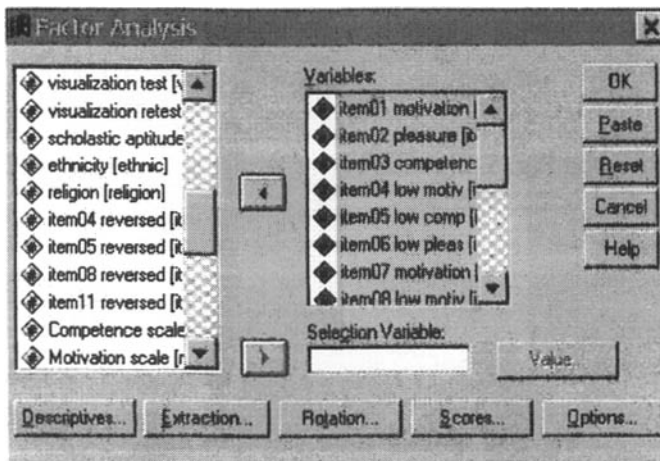 Factor Analysis
visualization test [v
visualization retest
scholastic aptitude
ethnicity [ethnic]
religion [religion]
item04 reversed [it
item05 reversed [it
item08 reversed [it
item11 reversed [it
Competence scale
Motivation scale [m
Variables:
item01 motivation [
item02 pleasure [it
item03 competenc
item04 low motiv [i
item05 low comp [i
item06 low pleas [i
item07 motivation [
item08 low motiv [i
Selection Variable:
Value...
OK
Paste
Reset
Cancel
Help
Descriptives...
Extraction...
Rotation...
Scores...
Options...